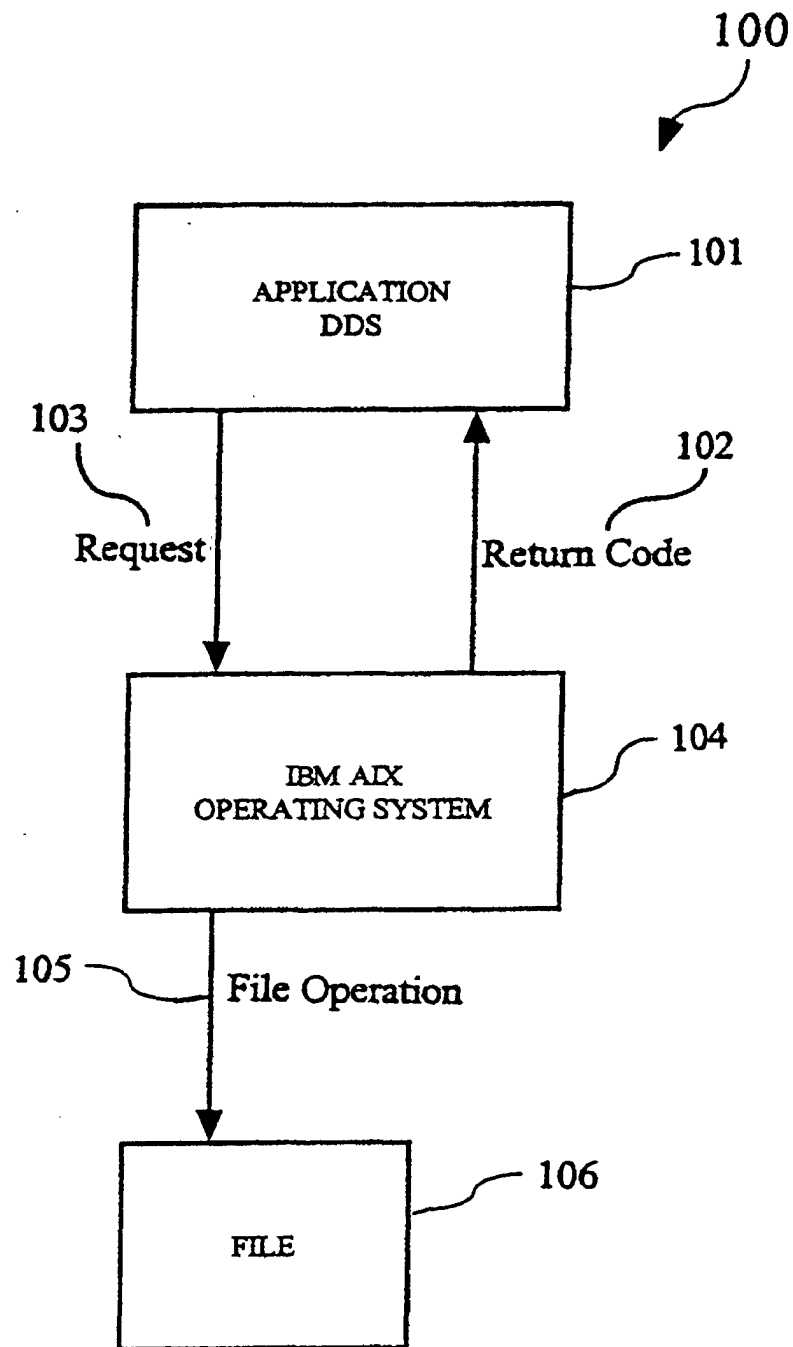 100
APPLICATION
DDS
101
103
102
Request
Return Code
IBM AIX
OPERATING SYSTEM
104
105
File Operation
FILE
106